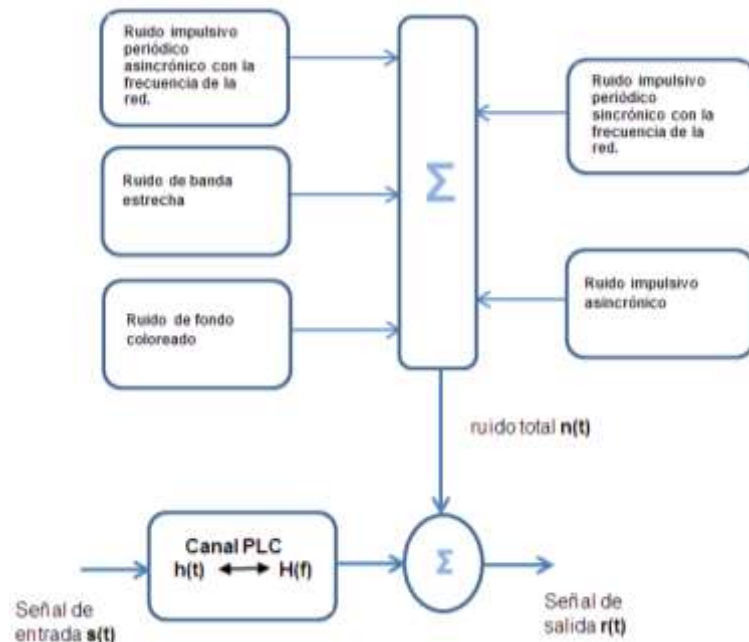 Ruido impulsivo
periódico
asincrónico con la
frecuencia de la
red.
Ruido impulsivo
periódico
sincrónico con la
frecuencia de la
red.
Ruido de banda
estrecha
Σ
Ruido de fondo
coloreado
Ruido impulsivo
asincrónico
ruido total n(t)
Canal PLC
h(t) ↔ H(f)
Σ
Señal de
entrada s(t)
Señal de
salida r(t)